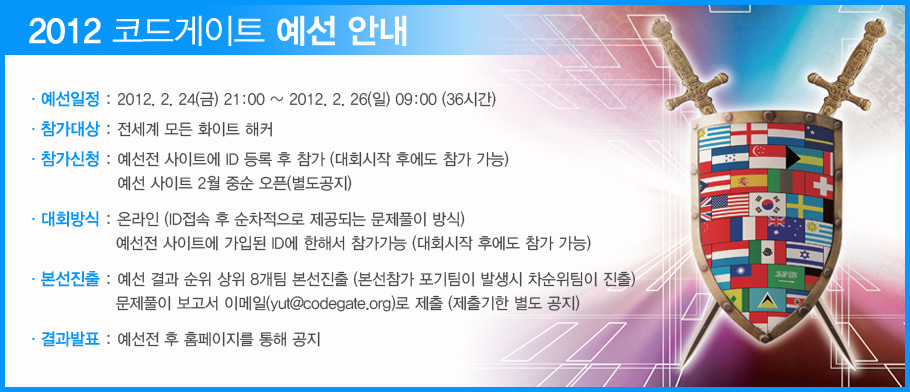 2012 코드게이트 예선 안내
· 예선일정 : 2012. 2. 24(금) 21:00 ~ 2012. 2. 26(일) 09:00 (36시간)
· 참가대상 : 전세계 모든 화이트 해커
· 참가신청 : 예선전 사이트에 ID 등록 후 참가 (대회시작 후에도 참가 가능)
예선 사이트 2월 중순 오픈(별도공지)
· 대회방식 : 온라인 (ID접속 후 순차적으로 제공되는 문제풀이 방식)
예선전 사이트에 가입된 ID에 한해서 참가가능 (대회시작 후에도 참가 가능)
· 본선진출 : 예선 결과 순위 상위 8개팀 본선진출 (본선참가 포기팀이 발생시 차순위팀이 진출)
문제풀이 보고서 이메일(yut@codegate.org)로 제출 (제출기한 별도 공지)
· 결과발표 : 예선전 후 홈페이지를 통해 공지